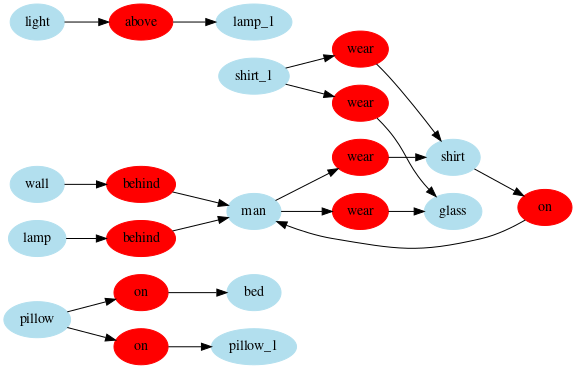 light above lamp_1
wear
shirt_1
wear
wear shirt
wall behind
man wear glass on
lamp behind
on bed
pillow
on pillow_1